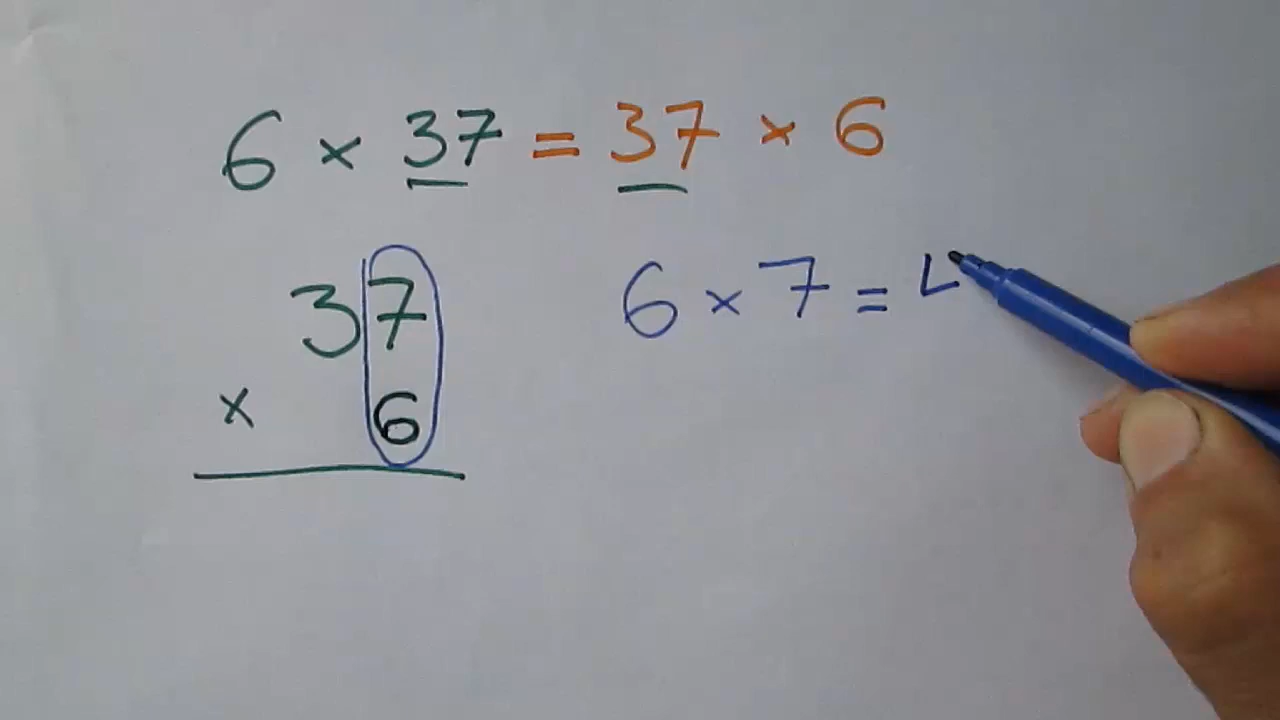 6 × 37 = 37 × 6
37
× 6
6 × 7 =